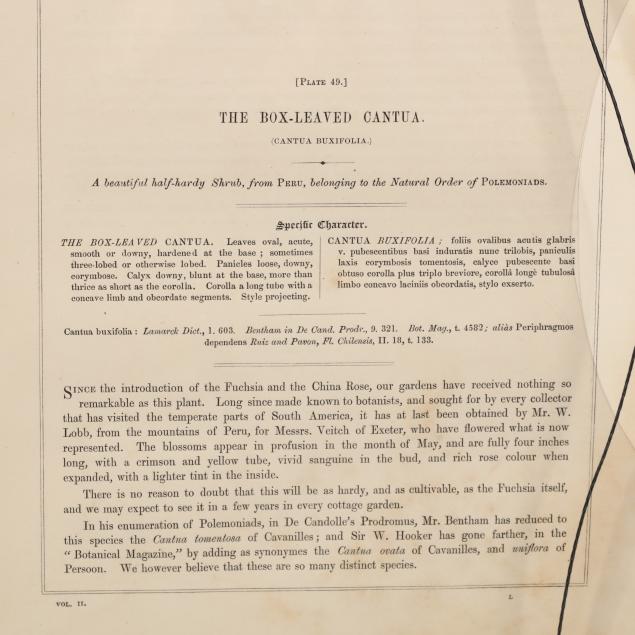 [PLATE 49.]
THE BOX-LEAVED CANTUA.
(CANTUA BUXIFOLIA.)
A beautiful half-hardy Shrub, from PERU, belonging to the Natural Order of POLEMONIADS.
Specific Character.
THE BOX-LEAVED CANTUA. Leaves oval, acute,
smooth or downy, hardened at the base; sometimes
three-lobed or otherwise lobed. Panicles loose, downy,
corymbose. Calyx downy, blunt at the base, more than
thrice as short as the corolla. Corolla a long tube with a
concave limb and obcordate segments. Style projecting.
CANTUA BUXIFOLIA; foliis ovalibus acutis glabris
v. pubescentibus basi induratis nunc trilobis, paniculis
laxis corymbosis tomentosis, calyce pubescente basi
obtuso corolla plus triplo breviore, corollâ longè tubulosâ
limbo concavo laciniis obcordatis, stylo exserto.
Cantua buxifolia: Lamarck Dict., 1. 603. Bentham in De Cand. Prodr., 9. 321. Bot. Mag., t. 4582; aliàs Periphragmos
dependens Ruiz and Pavon, Fl. Chilensis, II. 18, t. 133.
SINCE the introduction of the Fuchsia and the China Rose, our gardens have received nothing so
remarkable as this plant. Long since made known to botanists, and sought for by every collector
that has visited the temperate parts of South America, it has at last been obtained by Mr. W.
Lobb, from the mountains of Peru, for Messrs. Veitch of Exeter, who have flowered what is now
represented. The blossoms appear in profusion in the month of May, and are fully four inches
long, with a crimson and yellow tube, vivid sanguine in the bud, and rich rose colour when
expanded, with a lighter tint in the inside.
There is no reason to doubt that this will be as hardy, and as cultivable, as the Fuchsia itself,
and we may expect to see it in a few years in every cottage garden.
In his enumeration of Polemoniads, in De Candolle's Prodromus, Mr. Bentham has reduced to
this species the Cantua tomentosa of Cavanilles; and Sir W. Hooker has gone farther, in the
"Botanical Magazine," by adding as synonymes the Cantua ovata of Cavanilles, and uniflora of
Persoon. We however believe that these are so many distinct species.
VOL. II.
L